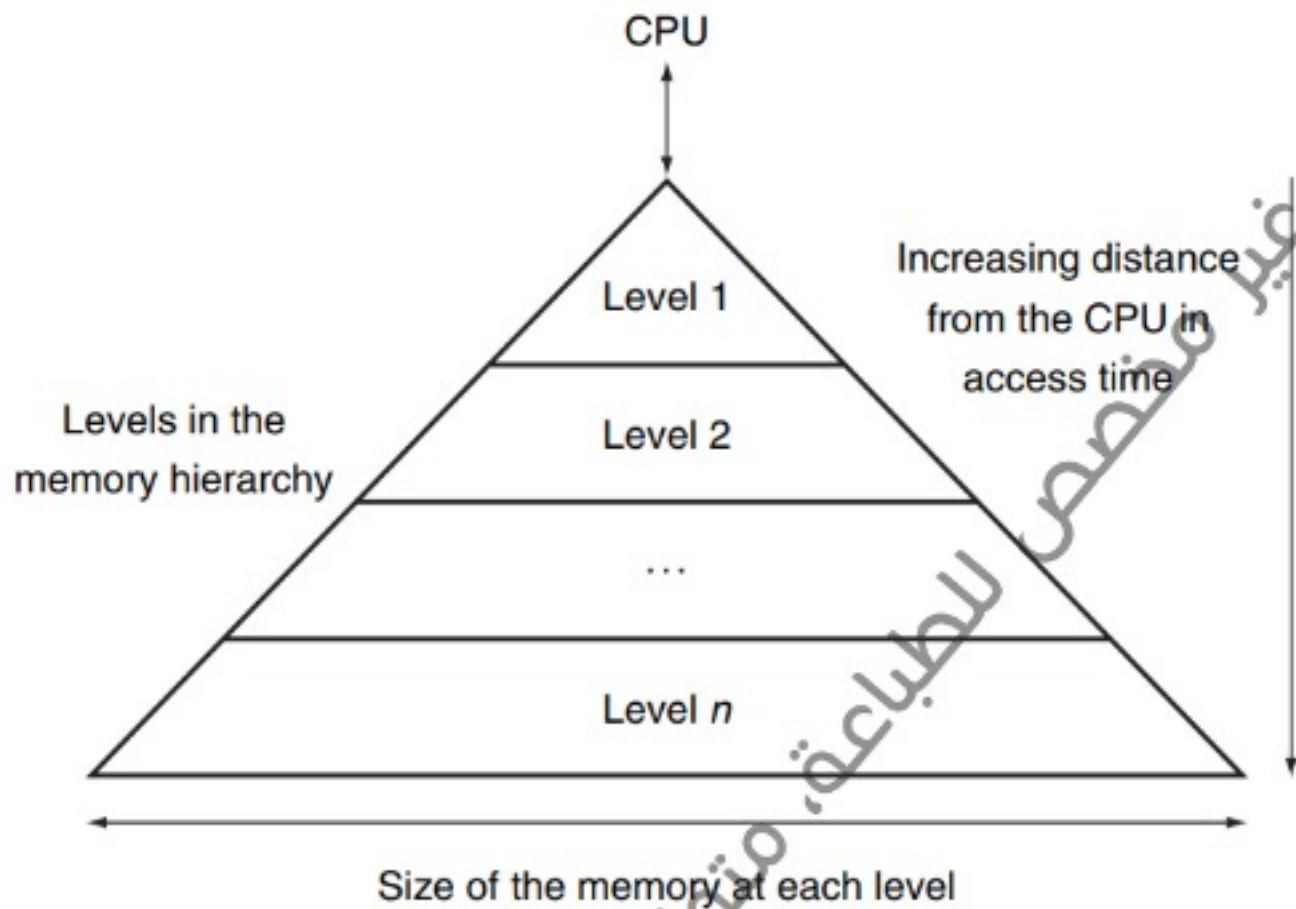 CPU
Level 1
Increasing distance
from the CPU in
access time
Levels in the
memory hierarchy
Level 2
...
Level n
Size of the memory at each level
غير مخصص للطباعة،